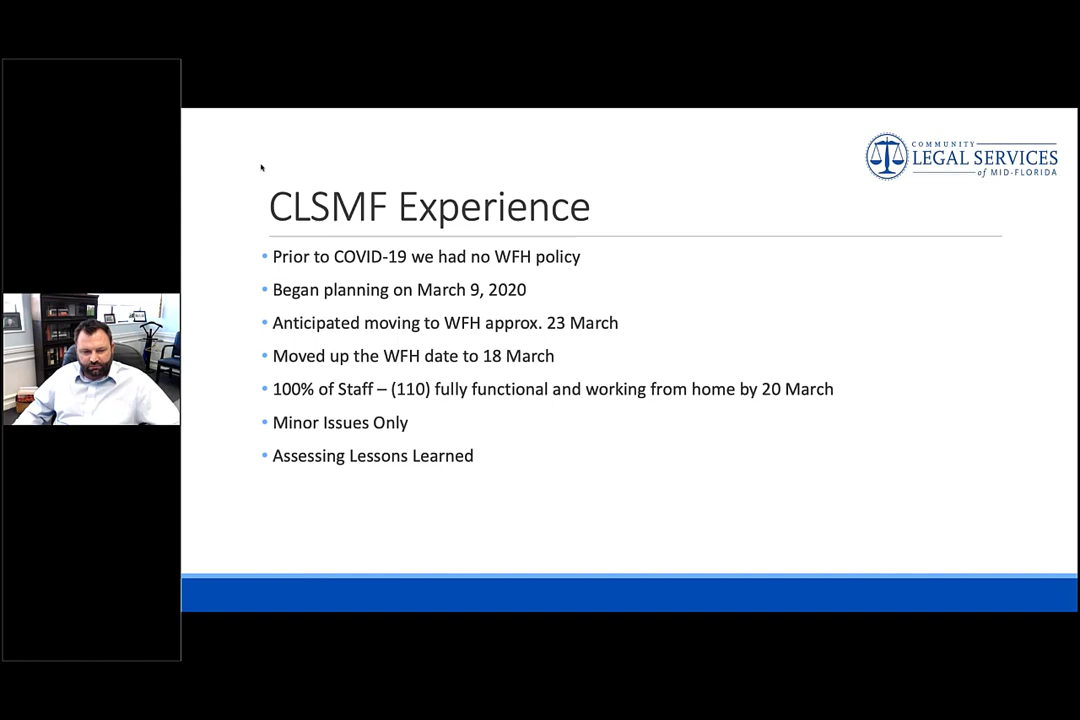 COMMUNITY
LEGAL SERVICES
of MID-FLORIDA
CLSMF Experience
• Prior to COVID-19 we had no WFH policy
• Began planning on March 9, 2020
• Anticipated moving to WFH approx. 23 March
• Moved up the WFH date to 18 March
• 100% of Staff – (110) fully functional and working from home by 20 March
• Minor Issues Only
• Assessing Lessons Learned